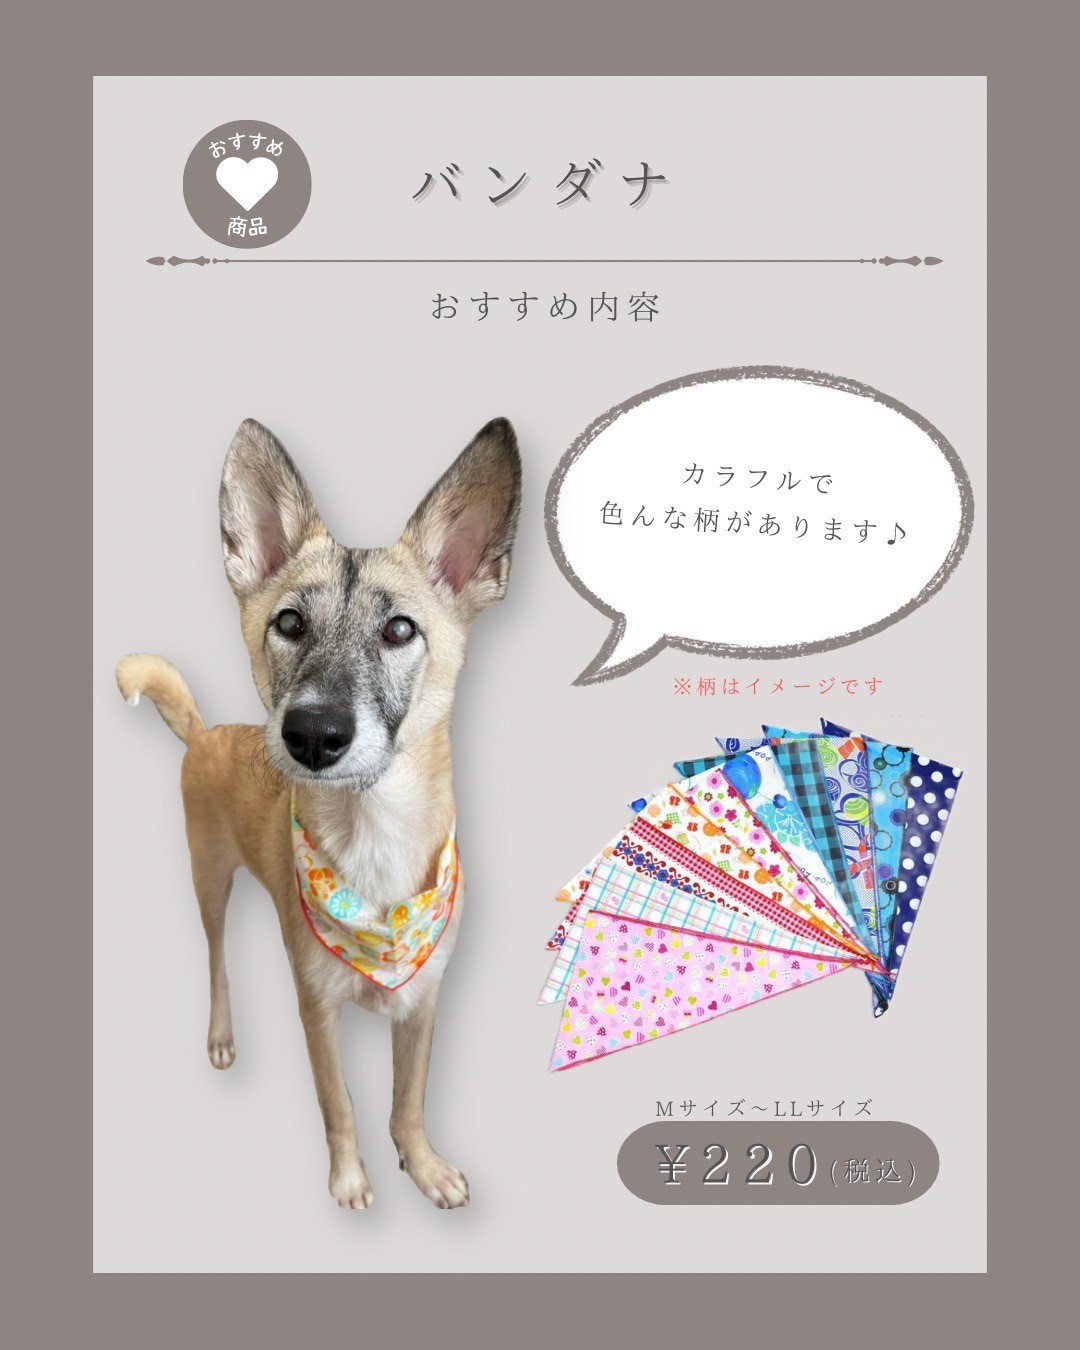 おすすめ
商品
バンダナ
おすすめ内容
カラフルで
色んな柄があります♪
※柄はイメージです
Mサイズ～LLサイズ
¥220(税込)